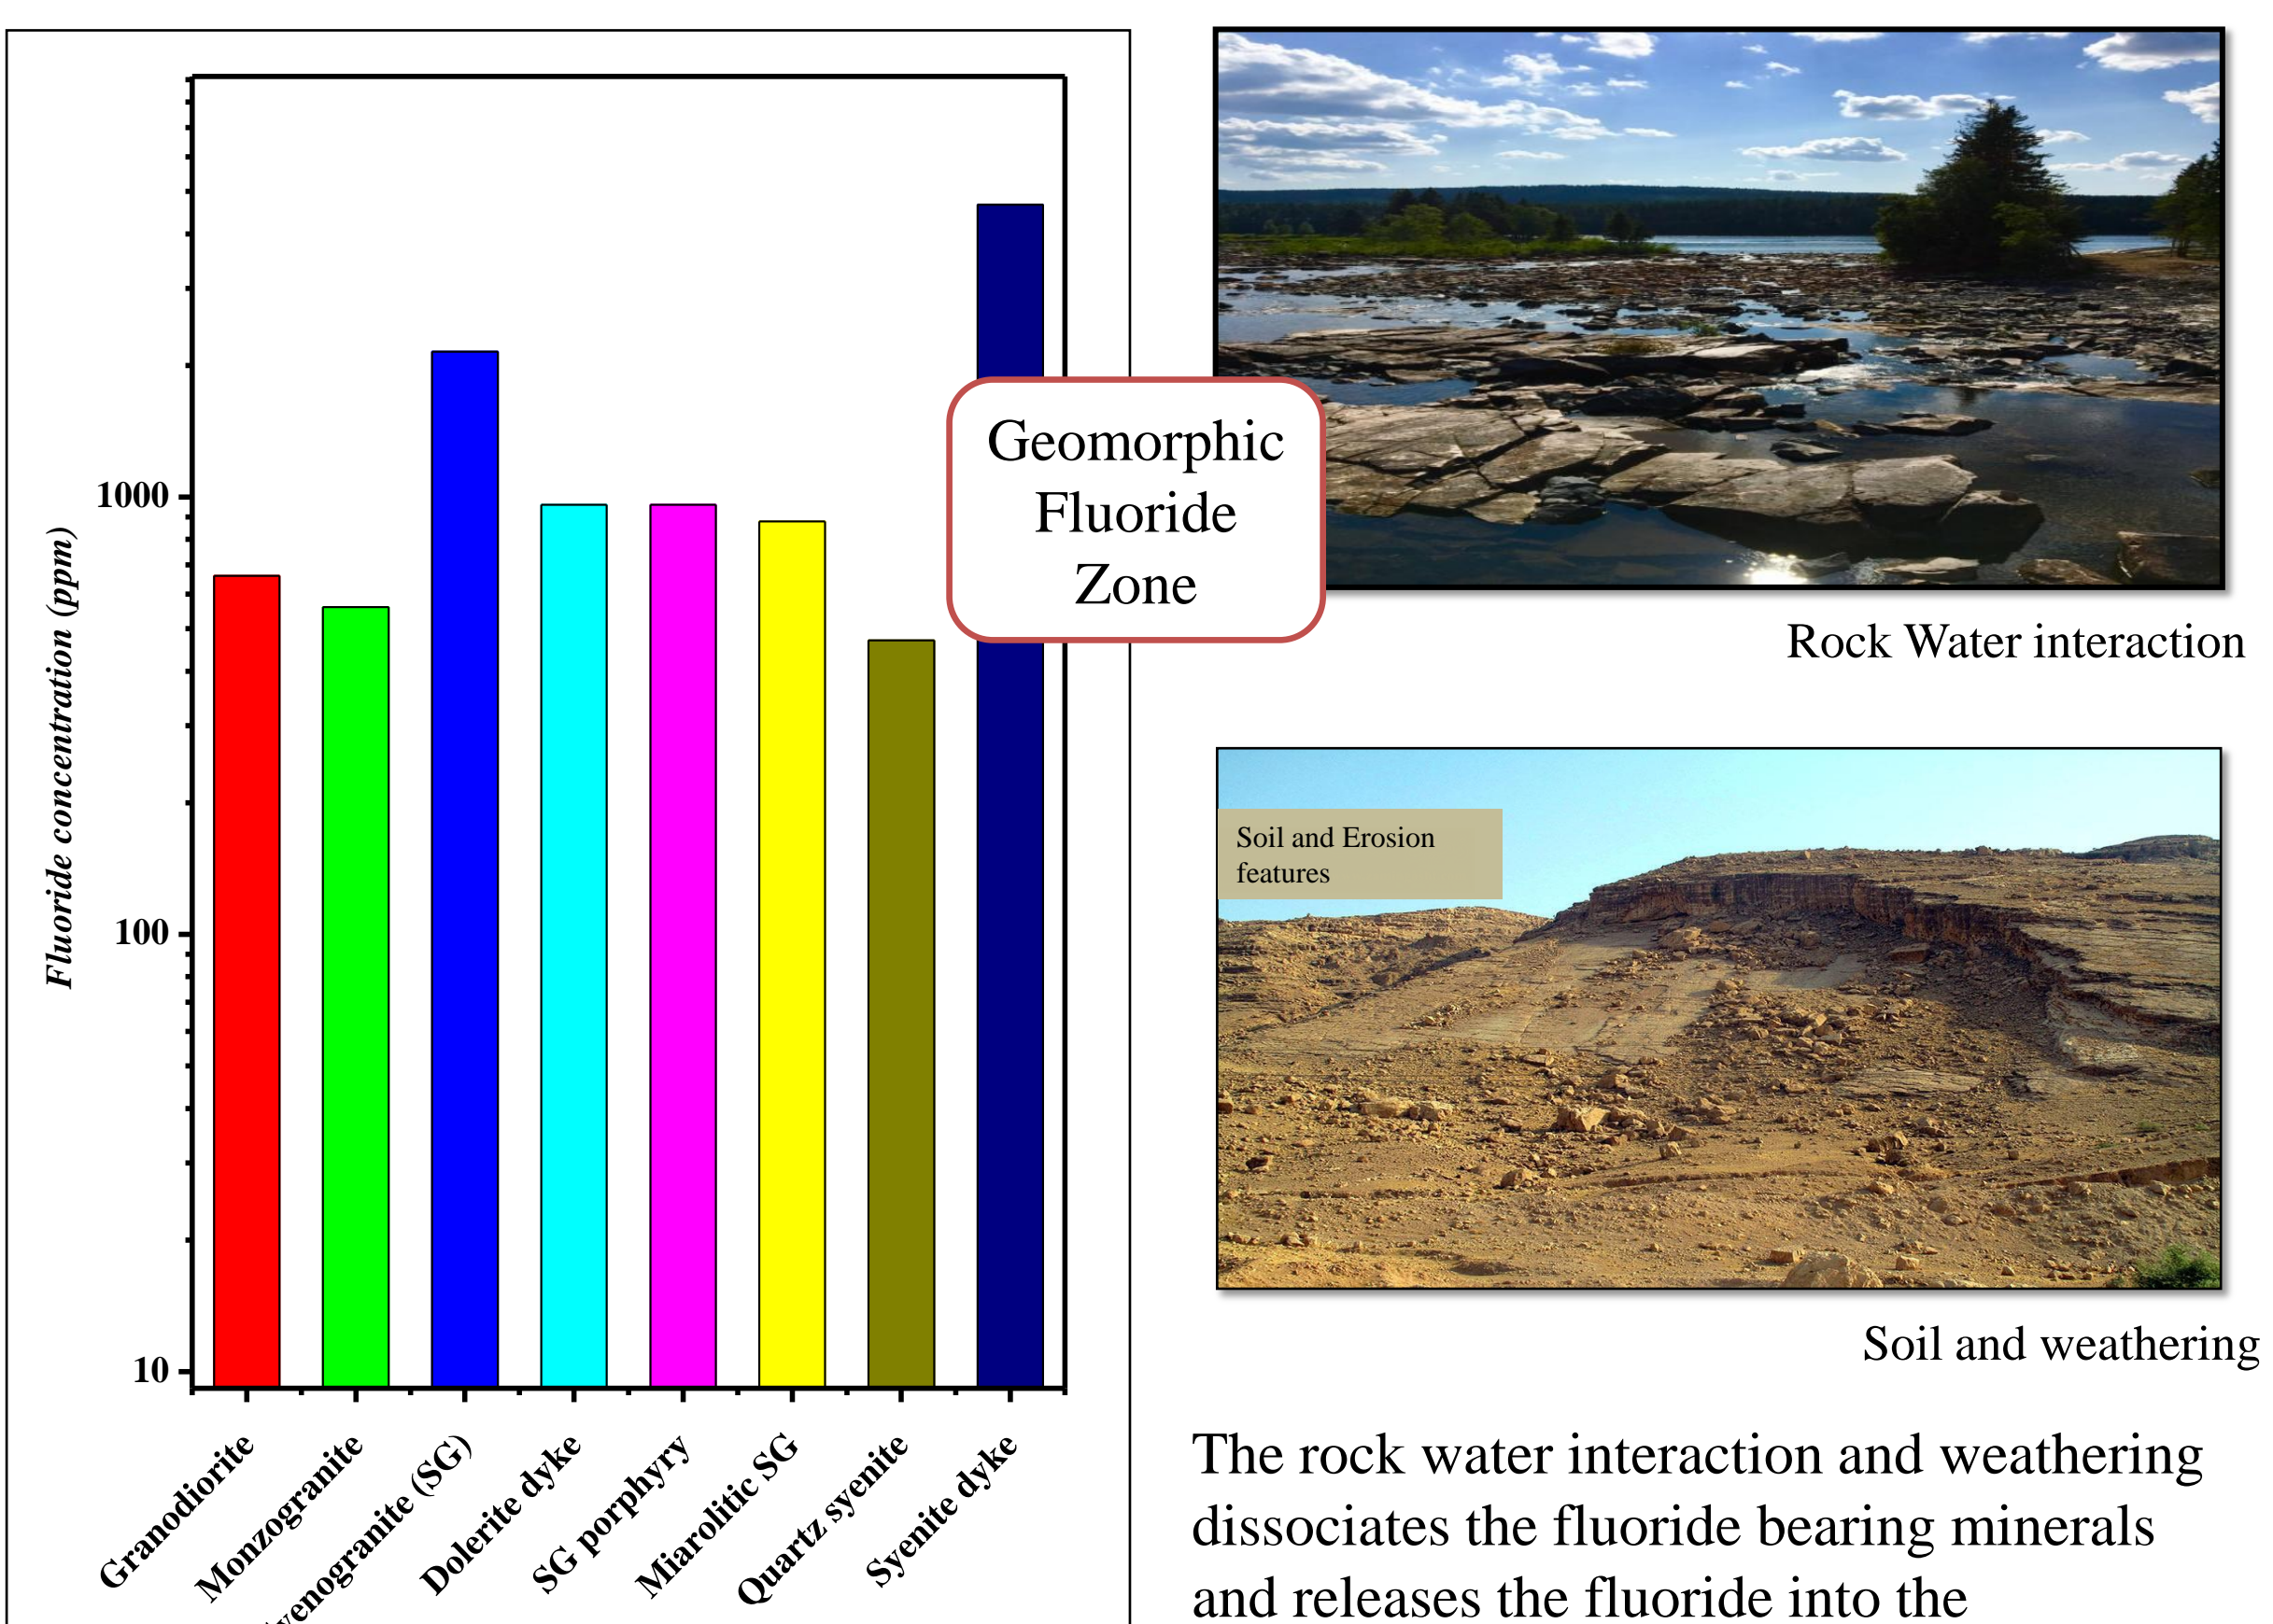 Fluoride concentration (ppm)
1000
100
10
Granodiorite
Monzogranite
(SG)
Dolerite dyke
SG porphyry
Miarolitic SG
Quartz syenite
Syenite dyke
Geomorphic
Fluoride
Zone
Rock Water interaction
Soil and Erosion
features
Soil and weathering
The rock water interaction and weathering
dissociates the fluoride bearing minerals
and releases the fluoride into the